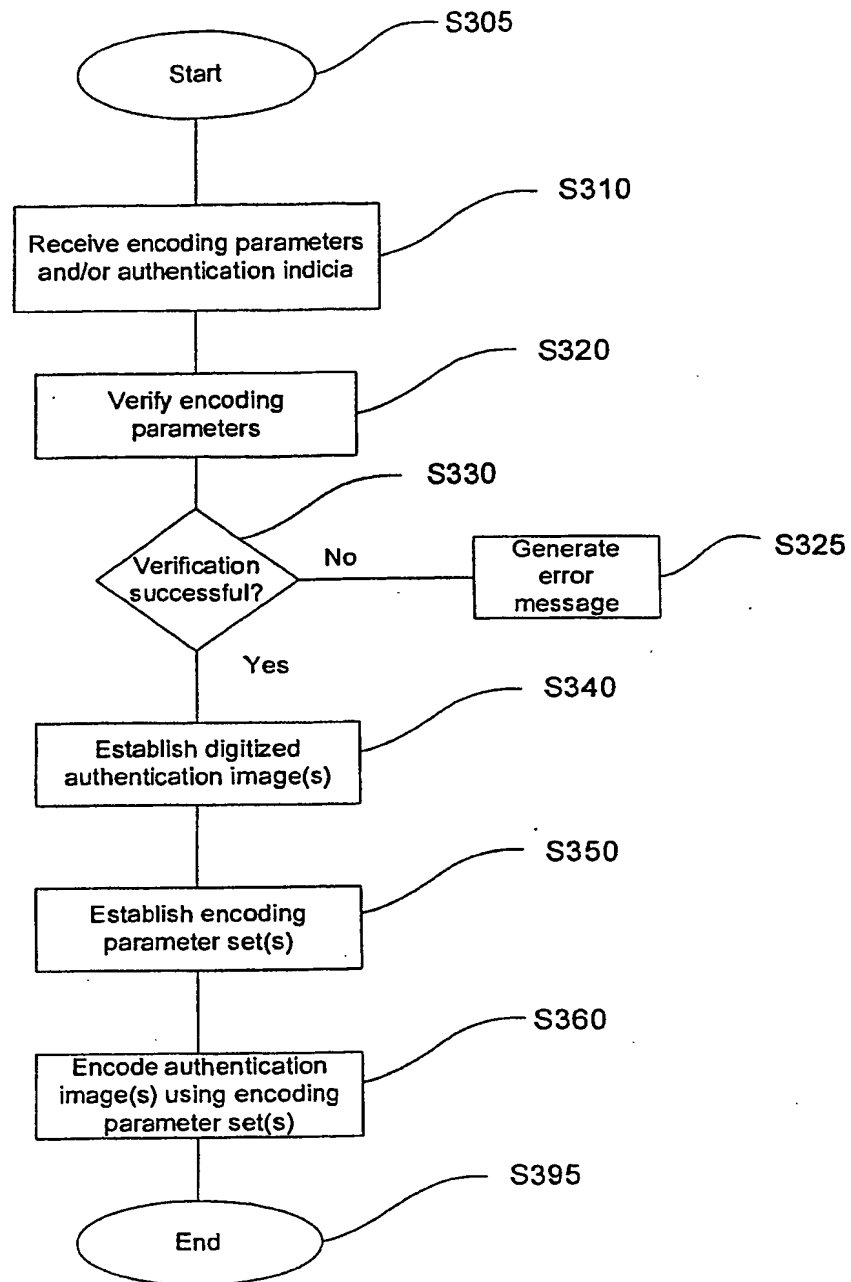 S305
Start
S310
Receive encoding parameters
and/or authentication indicia
S320
Verify encoding
parameters
S330
Verification
successful?
No
Generate
error
message
S325
Yes
S340
Establish digitized
authentication image(s)
S350
Establish encoding
parameter set(s)
S360
Encode authentication
image(s) using encoding
parameter set(s)
S395
End